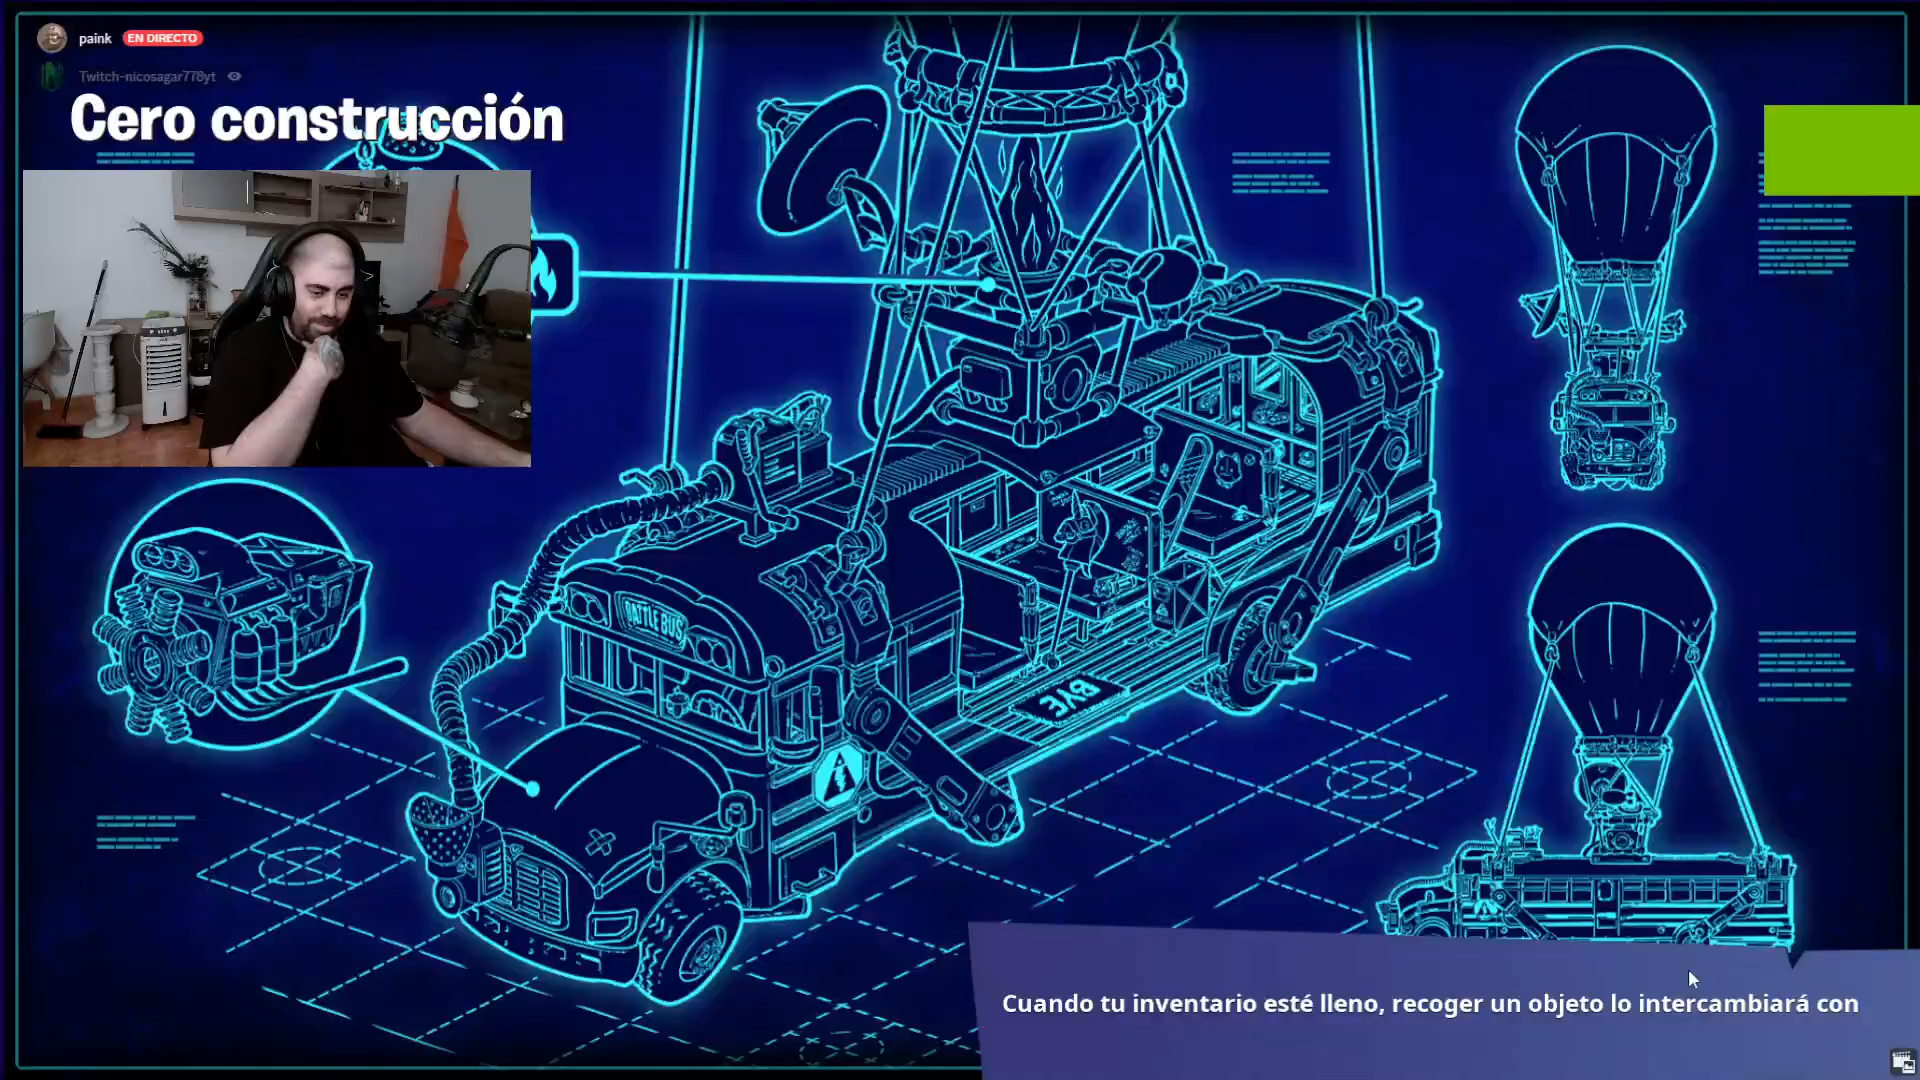 paink EN DIRECTO
Twitch-nicosagar778yt
Cero construcción
BATTLE BUS
BYE
Cuando tu inventario esté lleno, recoger un objeto lo intercambiará con